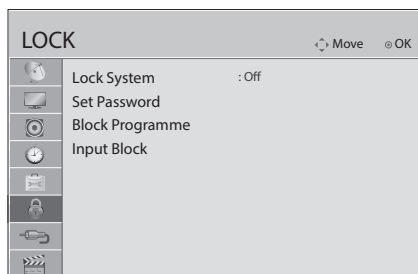 LOCK
Move OK
Lock System : Off
Set Password
Block Programme
Input Block